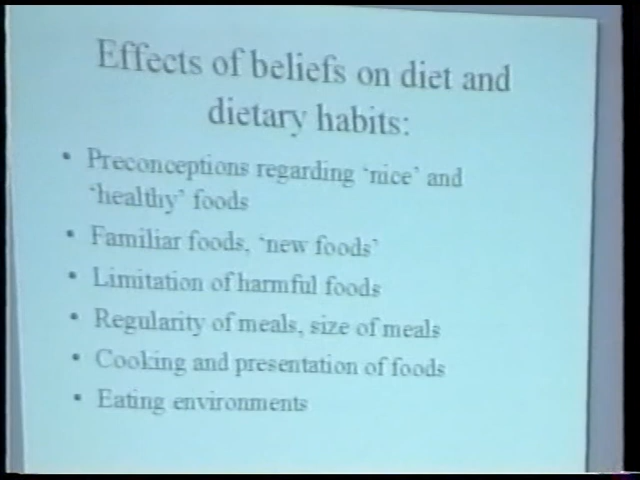 Effects of beliefs on diet and
dietary habits:
• Preconceptions regarding 'nice' and
'healthy' foods
• Familiar foods, 'new foods'
• Limitation of harmful foods
• Regularity of meals, size of meals
• Cooking and presentation of foods
• Eating environments